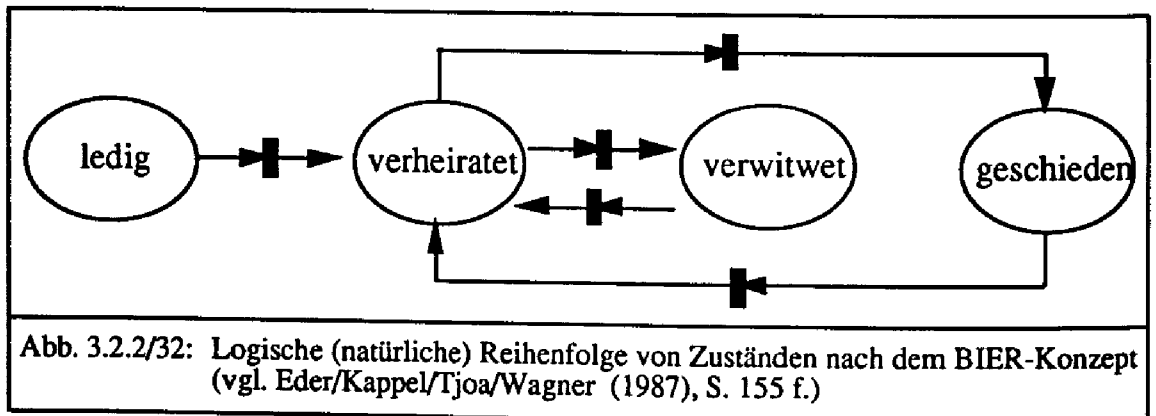 ledig
verheiratet
verwitwet
geschieden
Abb. 3.2.2/32: Logische (natürliche) Reihenfolge von Zuständen nach dem BIER-Konzept
(vgl. Eder/Kappel/Tjoa/Wagner (1987), S. 155 f.)